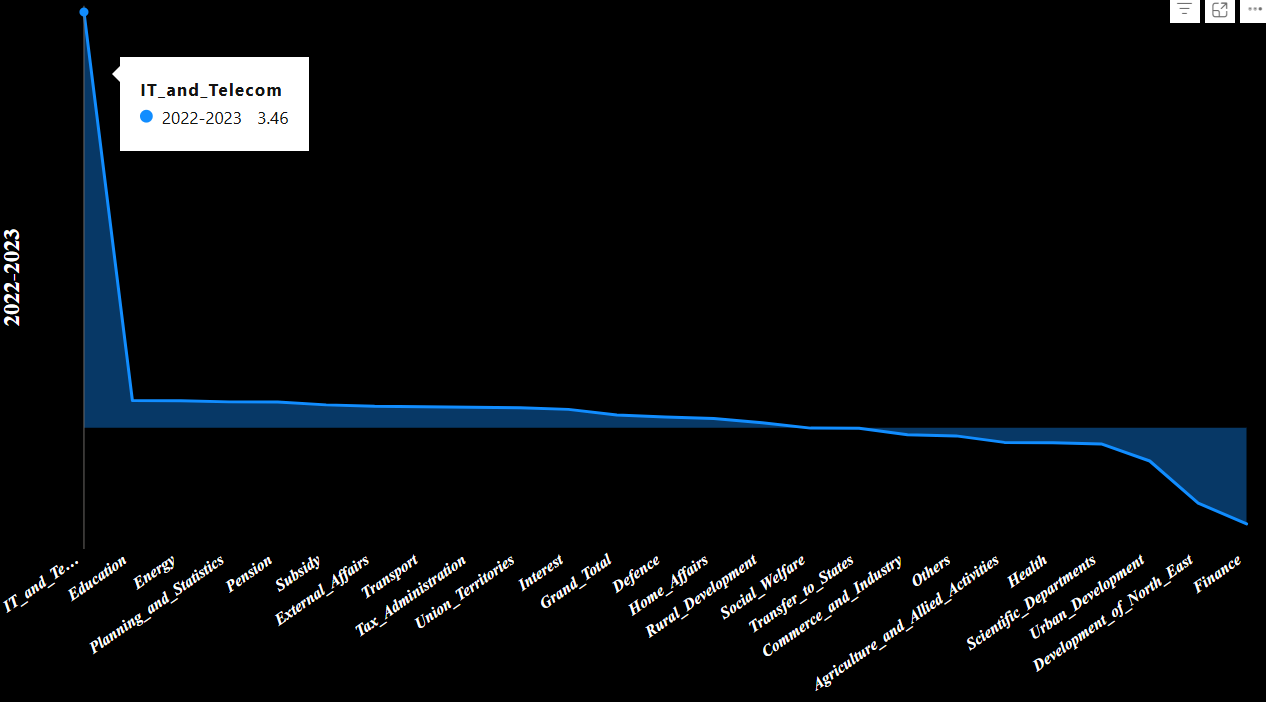 IT_and_Telecom
2022-2023 3.46
2022-2023
IT_and_Te...
Education
Energy
Planning_and_Statistics
Pension
Subsidy
External_Affairs
Transport
Tax_Administration
Union_Territories
Interest
Grand_Total
Defence
Home_Affairs
Rural_Development
Social_Welfare
Transfer_to_States
Commerce_and_Industry
Others
Agriculture_and_Allied_Activities
Health
Scientific_Departments
Urban_Development
Development_of_North_East
Finance